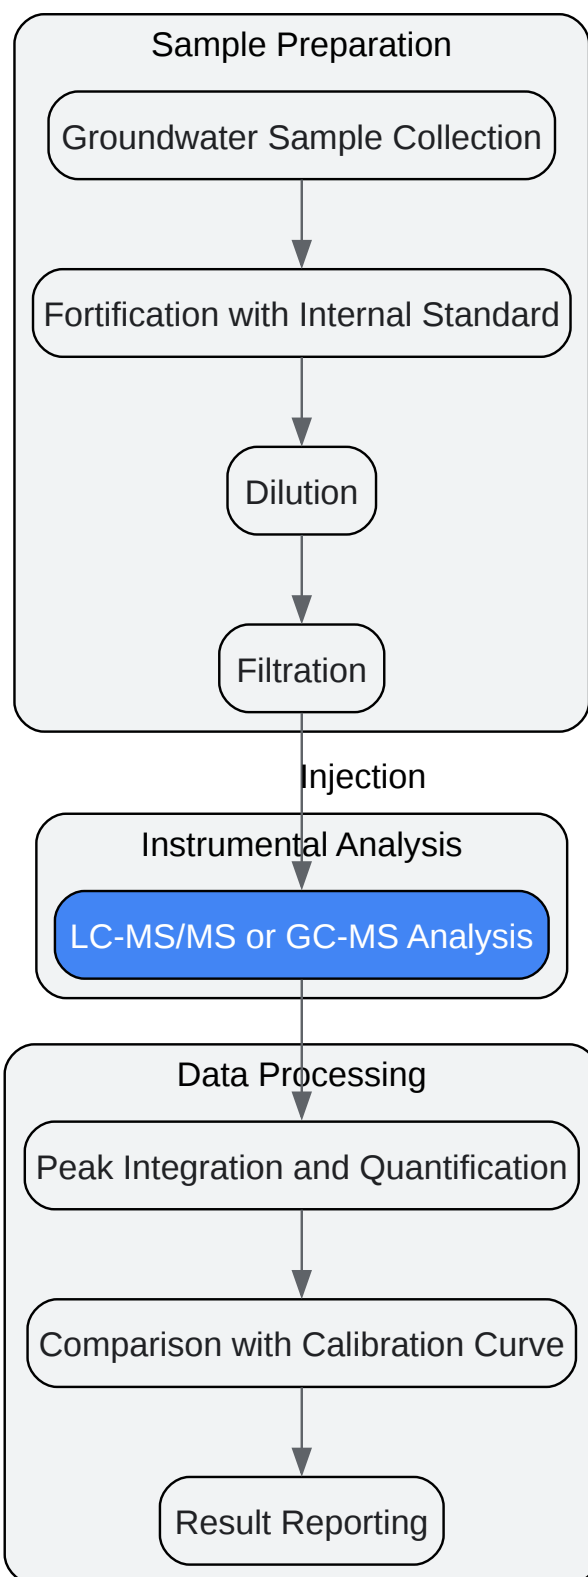 Sample Preparation
Groundwater Sample Collection
Fortification with Internal Standard
Dilution
Filtration
Injection
Instrumental Analysis
LC-MS/MS or GC-MS Analysis
Data Processing
Peak Integration and Quantification
Comparison with Calibration Curve
Result Reporting